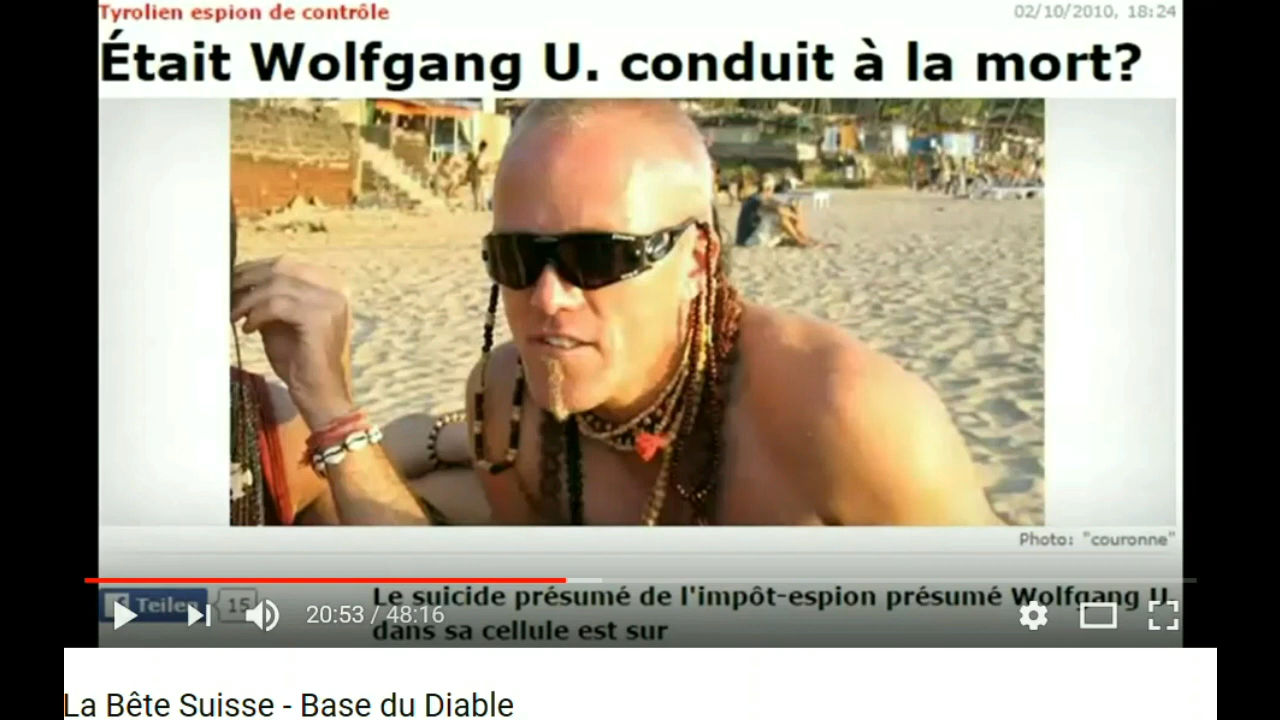 Tyrolien espion de contrôle
02/10/2010, 18:24
Était Wolfgang U. conduit à la mort?
Photo: "couronne"
Teilen 15
Le suicide présumé de l'impôt-espion présumé Wolfgang U.
dans sa cellule est sur
20:53 / 48:16
La Bête Suisse - Base du Diable